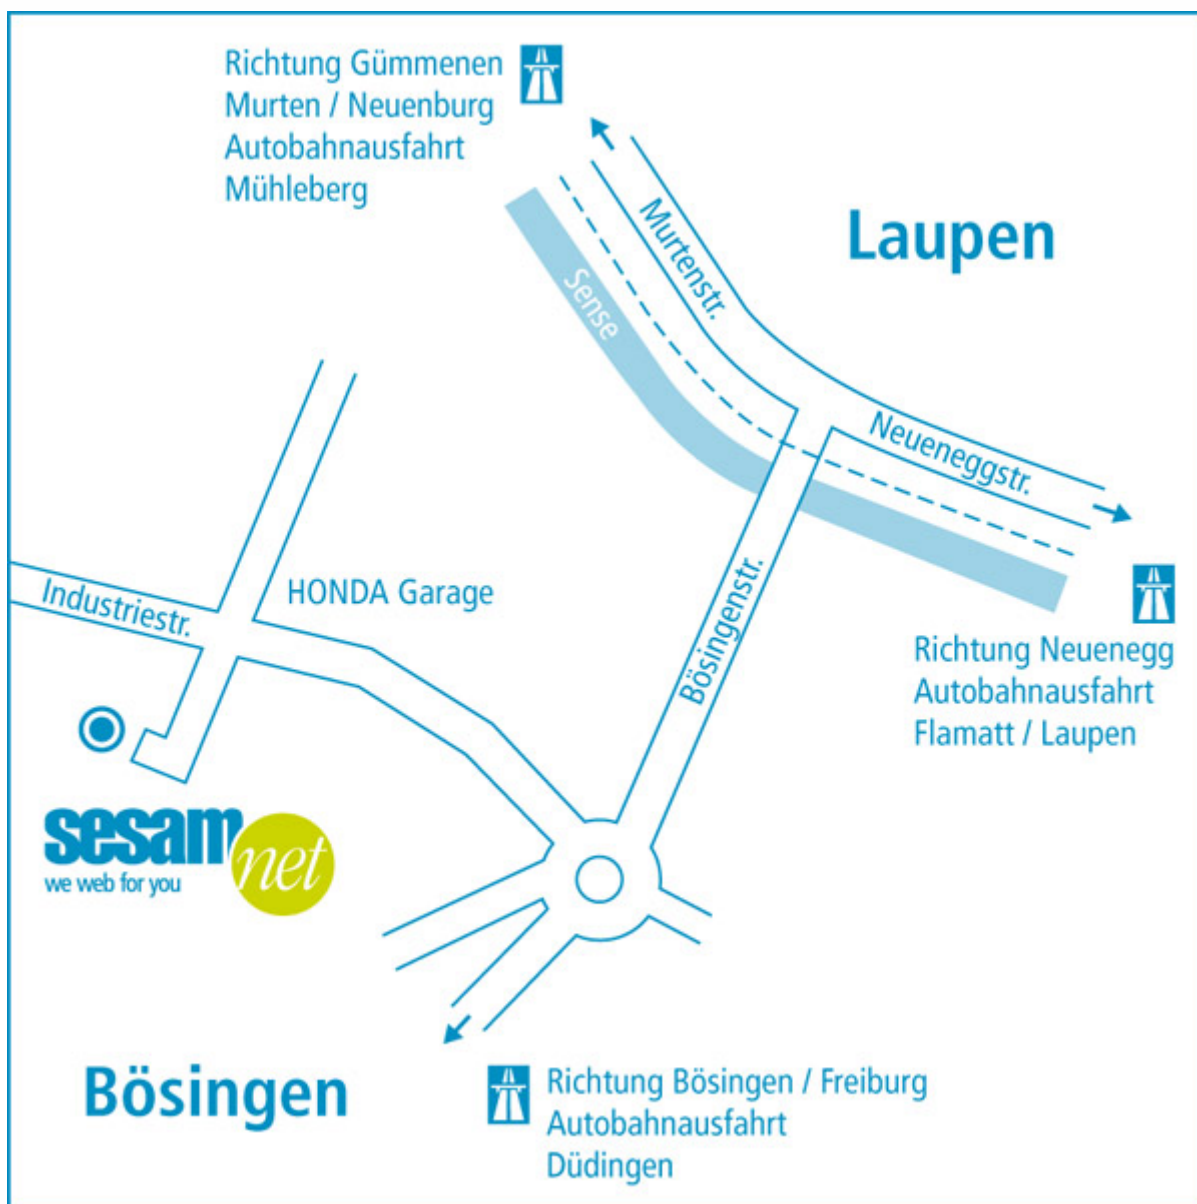 Richtung Gümmenen
Murten / Neuenburg
Autobahnausfahrt
Mühleberg
Laupen
Murtenstr.
Sense
Neueneggstr.
Industriestr.
HONDA Garage
Bösingenstr.
Richtung Neuenegg
Autobahnausfahrt
Flamatt / Laupen
sesam net
we web for you
Bösingen
Richtung Bösingen / Freiburg
Autobahnausfahrt
Düdingen